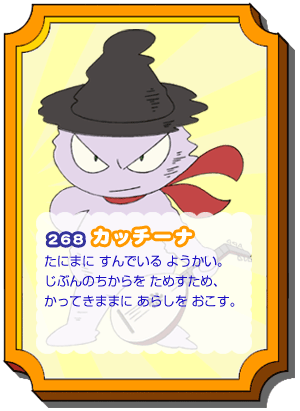 268 カッチーナ
たにまに すんでいる ようかい。
じぶんのちからを ためすため、
かってきままに あらしを おこす。